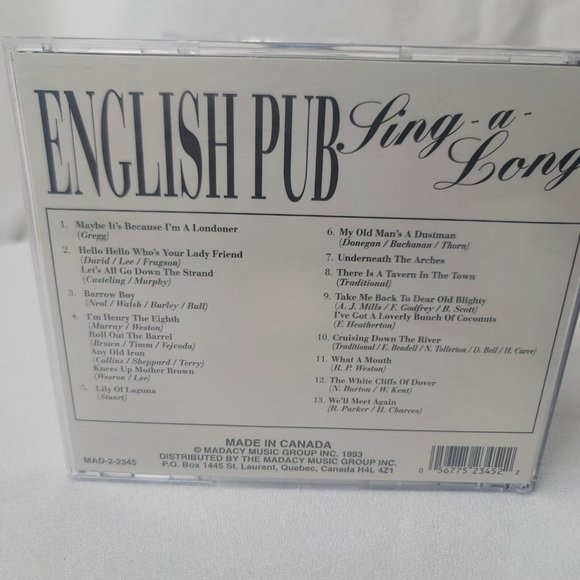 ENGLISH PUB Sing-a-Long
1. Maybe It's Because I'm A Londoner
(Gregg)
2. Hello Hello Who's Your Lady Friend
(David / Lee / Fragson)
Let's All Go Down The Strand
(Casteling / Murphy)
3. Barrow Boy
(Neol / Walsh / Burley / Bull)
4. I'm Henry The Eighth
(Murray / Weston)
Roll Out The Barrel
(Brown / Timm / Vejvoda)
Any Old Iron
(Collins / Sheppard / Terry)
Knees Up Mother Brown
(Wesron / Lee)
5. Lily Of Laguna
(Stuart)
6. My Old Man's A Dustman
(Donegan / Buchanan / Thorn)
7. Underneath The Arches
8. There Is A Tavern In The Town
(Traditional)
9. Take Me Back To Dear Old Blighty
(A. J. Mills / F. Godfrey / B. Scott)
I've Got A Loverly Bunch Of Coconuts
(F. Heatherton)
10. Cruising Down The River
(Traditional / E. Beadell / N. Tollerton / D. Bell / H. Carce)
11. What A Mouth
(R. P. Weston)
12. The White Cliffs Of Dover
(N. Burton / W. Kent)
13. We'll Meet Again
(R. Parker / H. Charces)
MADE IN CANADA
© MADACY MUSIC GROUP INC. 1993
DISTRIBUTED BY THE MADACY MUSIC GROUP INC.
P.O. Box 1445 St. Laurent, Quebec, Canada H4L 4Z1
MAD-2-2345
0 56775 23452 2